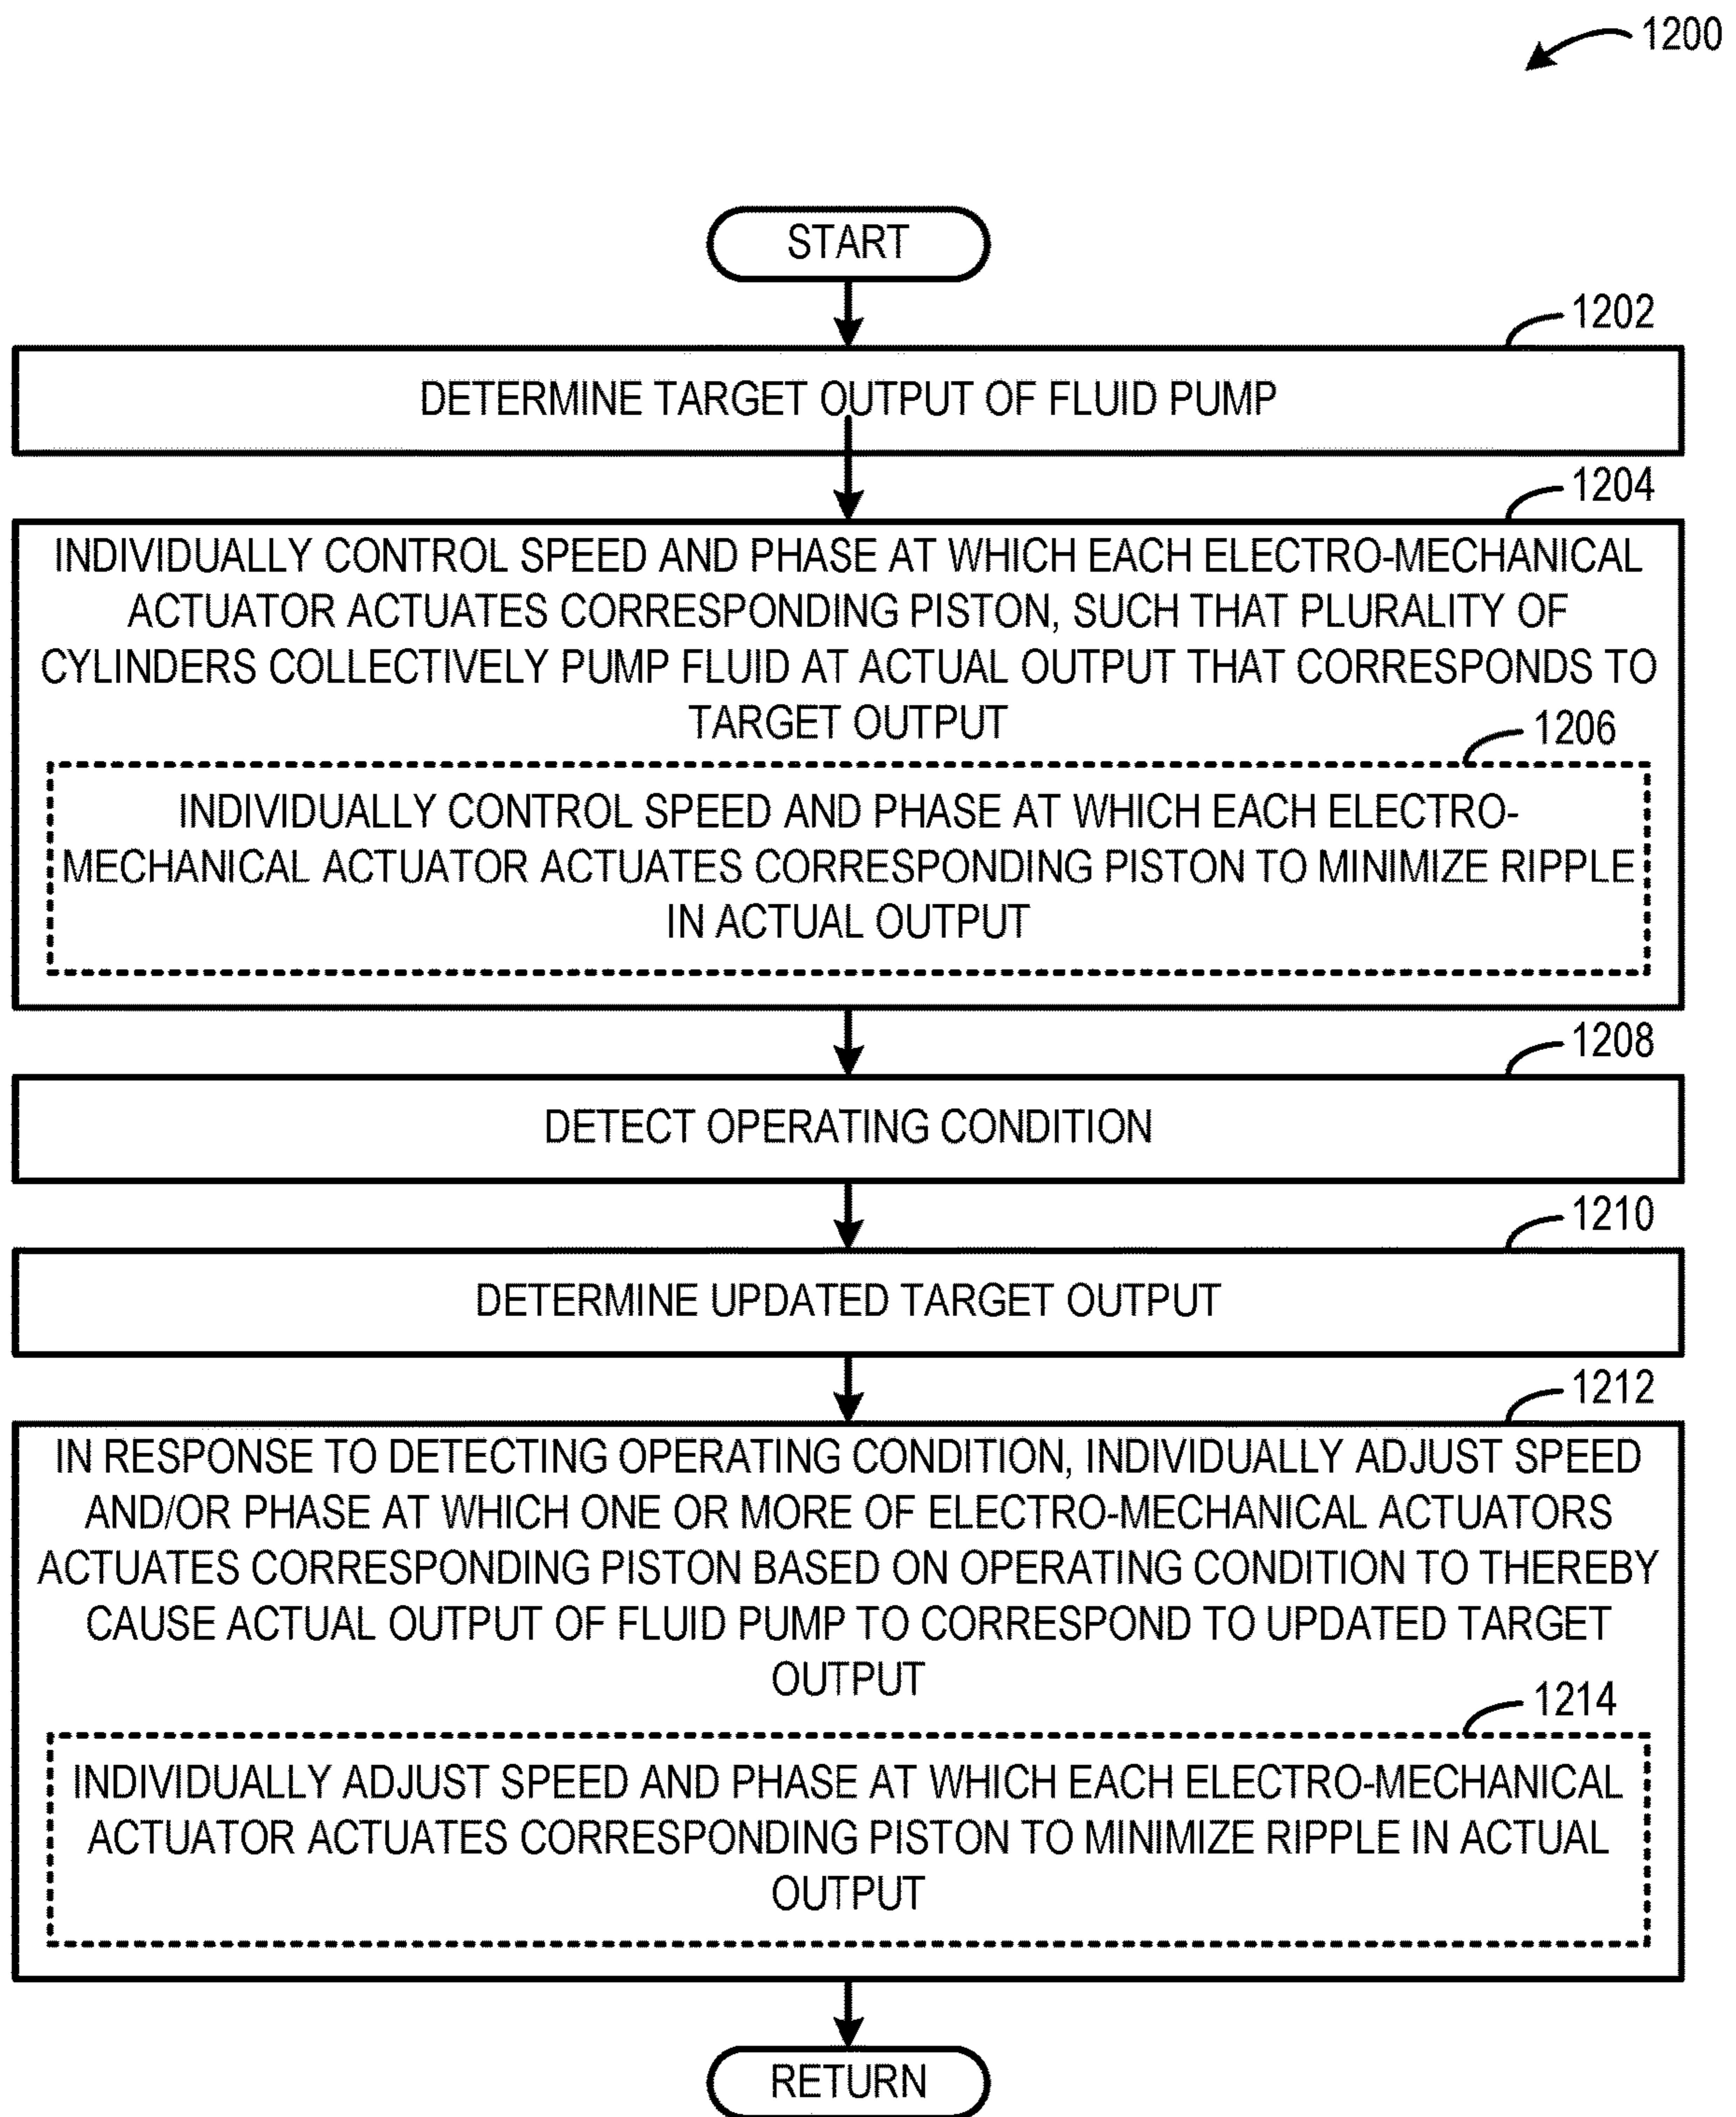 1200
START
1202
DETERMINE TARGET OUTPUT OF FLUID PUMP
1204
INDIVIDUALLY CONTROL SPEED AND PHASE AT WHICH EACH ELECTRO-MECHANICAL
ACTUATOR ACTUATES CORRESPONDING PISTON, SUCH THAT PLURALITY OF
CYLINDERS COLLECTIVELY PUMP FLUID AT ACTUAL OUTPUT THAT CORRESPONDS TO
TARGET OUTPUT
1206
INDIVIDUALLY CONTROL SPEED AND PHASE AT WHICH EACH ELECTRO-
MECHANICAL ACTUATOR ACTUATES CORRESPONDING PISTON TO MINIMIZE RIPPLE
IN ACTUAL OUTPUT
1208
DETECT OPERATING CONDITION
1210
DETERMINE UPDATED TARGET OUTPUT
1212
IN RESPONSE TO DETECTING OPERATING CONDITION, INDIVIDUALLY ADJUST SPEED
AND/OR PHASE AT WHICH ONE OR MORE OF ELECTRO-MECHANICAL ACTUATORS
ACTUATES CORRESPONDING PISTON BASED ON OPERATING CONDITION TO THEREBY
CAUSE ACTUAL OUTPUT OF FLUID PUMP TO CORRESPOND TO UPDATED TARGET
OUTPUT
1214
INDIVIDUALLY ADJUST SPEED AND PHASE AT WHICH EACH ELECTRO-MECHANICAL
ACTUATOR ACTUATES CORRESPONDING PISTON TO MINIMIZE RIPPLE IN ACTUAL
OUTPUT
RETURN